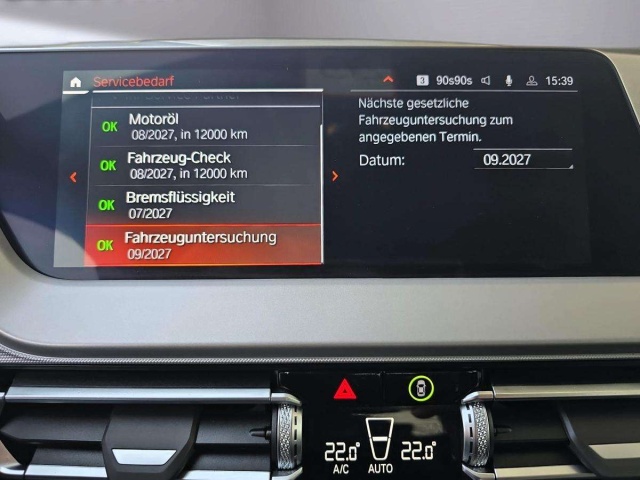 Servicebedarf
3 90s90s 15:39
OK Motoröl
08/2027, in 12000 km
OK Fahrzeug-Check
08/2027, in 12000 km
OK Bremsflüssigkeit
07/2027
OK Fahrzeuguntersuchung
09/2027
Nächste gesetzliche
Fahrzeuguntersuchung zum
angegebenen Termin.
Datum: 09.2027
22.0 22.0
A/C AUTO